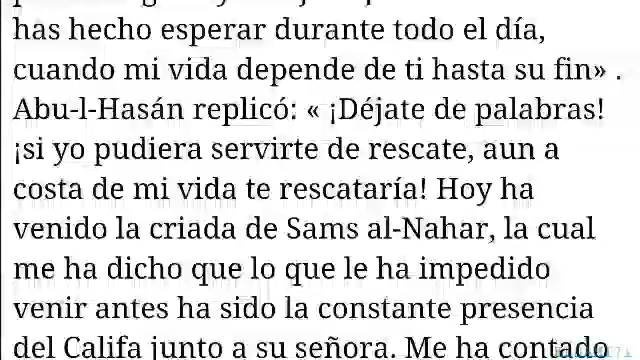 has hecho esperar durante todo el día,
cuando mi vida depende de ti hasta su fin» .
Abu-l-Hasán replicó: « ¡Déjate de palabras!
¡si yo pudiera servirte de rescate, aun a
costa de mi vida te rescataría! Hoy ha
venido la criada de Sams al-Nahar, la cual
me ha dicho que lo que le ha impedido
venir antes ha sido la constante presencia
del Califa junto a su señora. Me ha contado